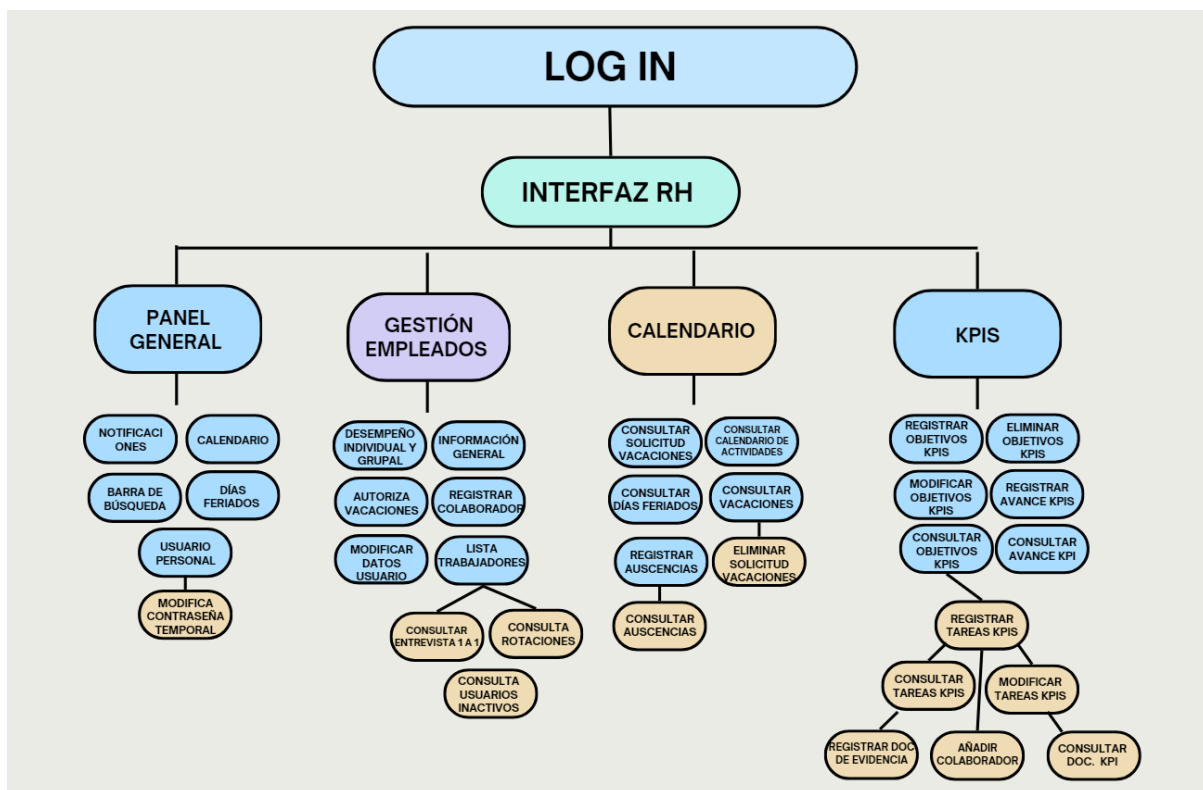 LOG IN
INTERFAZ RH
PANEL
GENERAL
GESTIÓN
EMPLEADOS
CALENDARIO
KPIS
NOTIFICACI
ONES
CALENDARIO
BARRA DE
BÚSQUEDA
DÍAS
FERIADOS
USUARIO
PERSONAL
MODIFICA
CONTRASEÑA
TEMPORAL
DESEMPEÑO
INDIVIDUAL Y
GRUPAL
INFORMACIÓN
GENERAL
AUTORIZA
VACACIONES
REGISTRAR
COLABORADOR
MODIFICAR
DATOS
USUARIO
LISTA
TRABAJADORES
CONSULTAR
ENTREVISTA 1 A 1
CONSULTA
ROTACIONES
CONSULTA
USUARIOS
INACTIVOS
CONSULTAR
SOLICITUD
VACACIONES
CONSULTAR
CALENDARIO DE
ACTIVIDADES
CONSULTAR
DÍAS FERIADOS
CONSULTAR
VACACIONES
REGISTRAR
AUSCENCIAS
ELIMINAR
SOLICITUD
VACACIONES
CONSULTAR
AUSCENCIAS
REGISTRAR
OBJETIVOS
KPIS
ELIMINAR
OBJETIVOS
KPIS
MODIFICAR
OBJETIVOS
KPIS
REGISTRAR
AVANCE KPIS
CONSULTAR
OBJETIVOS
KPIS
CONSULTAR
AVANCE KPI
REGISTRAR
TAREAS KPIS
CONSULTAR
TAREAS KPIS
MODIFICAR
TAREAS KPIS
REGISTRAR DOC
DE EVIDENCIA
AÑADIR
COLABORADOR
CONSULTAR
DOC. KPI